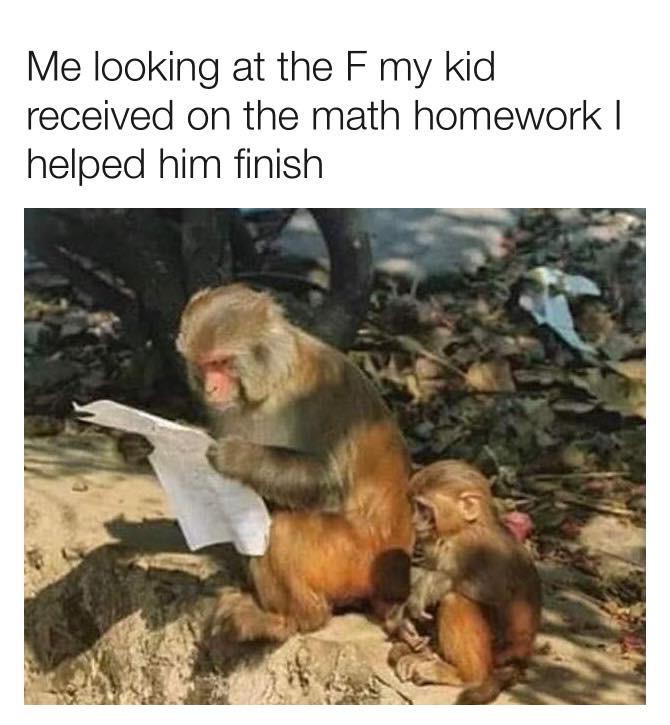 Me looking at the F my kid
received on the math homework I
helped him finish